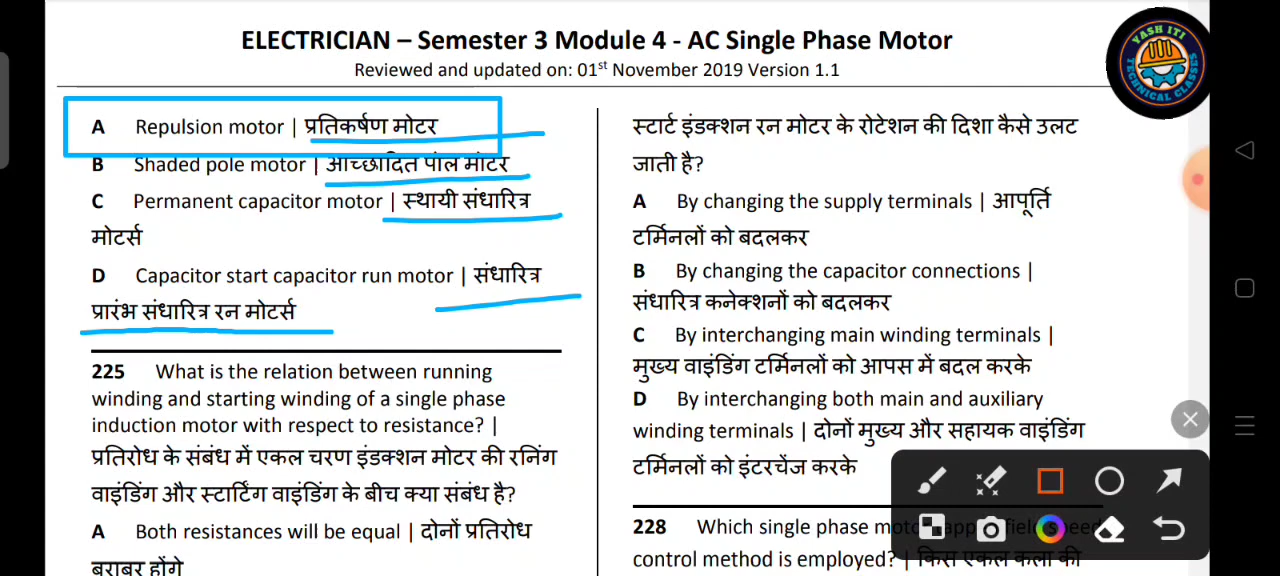 ELECTRICIAN – Semester 3 Module 4 - AC Single Phase Motor
Reviewed and updated on: 01st November 2019 Version 1.1
YASH ITI
TECHNICAL CLASSES
A Repulsion motor | प्रतिकर्षण मोटर
B Shaded pole motor | आच्छादित पोल मोटर
C Permanent capacitor motor | स्थायी संधारित्र
मोटर्स
D Capacitor start capacitor run motor | संधारित्र
प्रारंभ संधारित्र रन मोटर्स
225 What is the relation between running
winding and starting winding of a single phase
induction motor with respect to resistance? |
प्रतिरोध के संबंध में एकल चरण इंडक्शन मोटर की रनिंग
वाइंडिंग और स्टार्टिंग वाइंडिंग के बीच क्या संबंध है?
A Both resistances will be equal | दोनों प्रतिरोध
बराबर होंगे
स्टार्ट इंडक्शन रन मोटर के रोटेशन की दिशा कैसे उलट
जाती है?
A By changing the supply terminals | आपूर्ति
टर्मिनलों को बदलकर
B By changing the capacitor connections |
संधारित्र कनेक्शनों को बदलकर
C By interchanging main winding terminals |
मुख्य वाइंडिंग टर्मिनलों को आपस में बदल करके
D By interchanging both main and auxiliary
winding terminals | दोनों मुख्य और सहायक वाइंडिंग
टर्मिनलों को इंटरचेंज करके
228 Which single phase motor app field speed
control method is employed? | किस एकल कला की